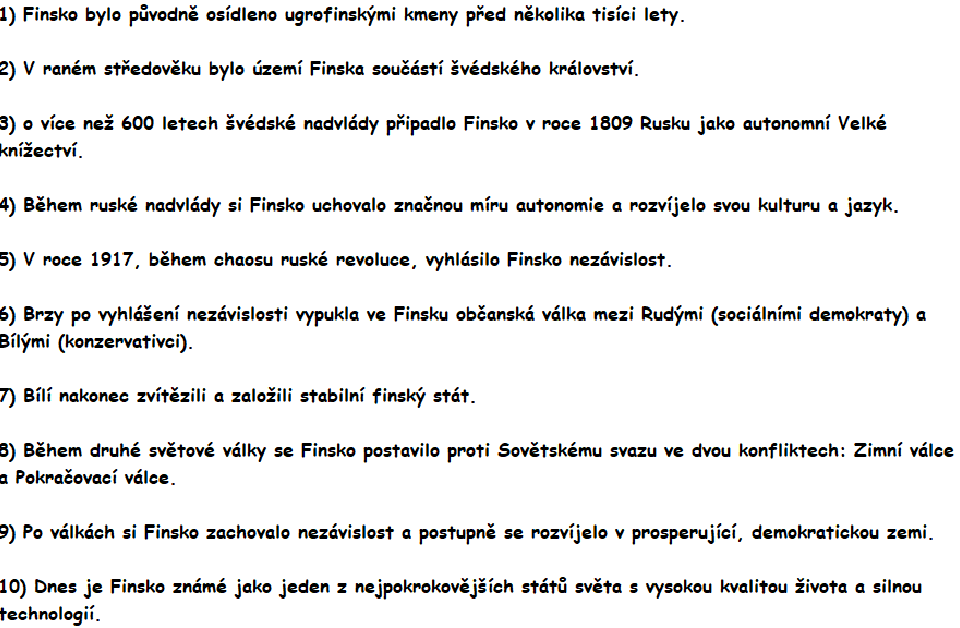 1) Finsko bylo původně osídleno ugrofinskými kmeny před několika tisíci lety.
2) V raném středověku bylo území Finska součástí švédského království.
3) o více než 600 letech švédské nadvlády připadlo Finsko v roce 1809 Rusku jako autonomní Velké
knížectví.
4) Během ruské nadvlády si Finsko uchovalo značnou míru autonomie a rozvíjelo svou kulturu a jazyk.
5) V roce 1917, během chaosu ruské revoluce, vyhlásilo Finsko nezávislost.
6) Brzy po vyhlášení nezávislosti vypukla ve Finsku občanská válka mezi Rudými (sociálními demokraty) a
Bílými (konzervativci).
7) Bílí nakonec zvítězili a založili stabilní finský stát.
8) Během druhé světové války se Finsko postavilo proti Sovětskému svazu ve dvou konfliktech: Zimní válce
a Pokračovací válce.
9) Po válkách si Finsko zachovalo nezávislost a postupně se rozvíjelo v prosperující, demokratickou zemi.
10) Dnes je Finsko známé jako jeden z nejpokrokovějších států světa s vysokou kvalitou života a silnou
technologií.